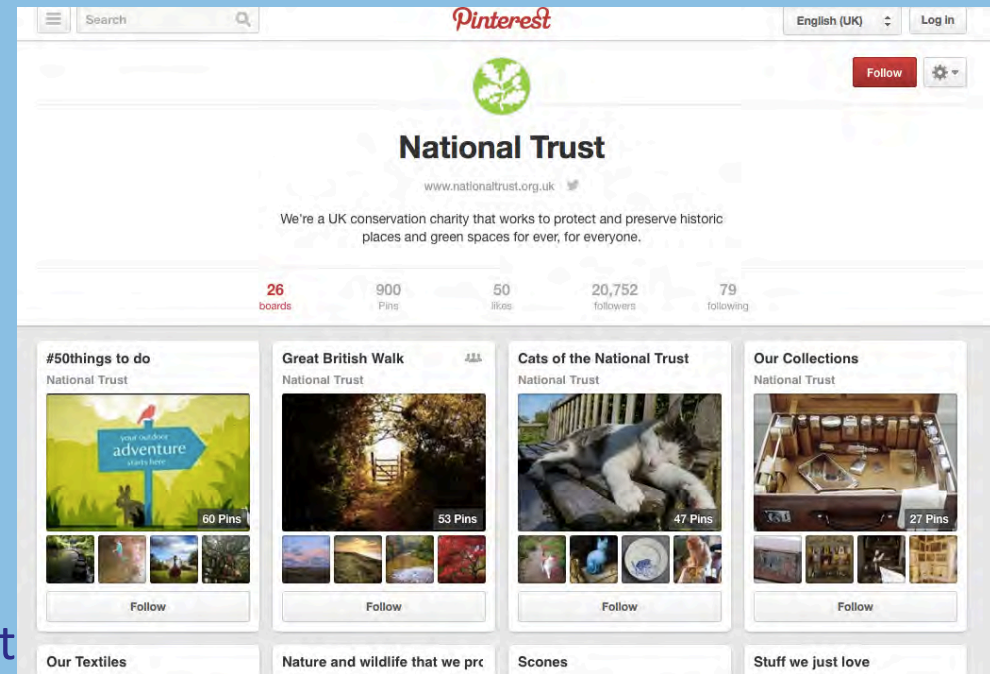 Search
Pinterest
English (UK)
Log in
Follow
National Trust
www.nationaltrust.org.uk
We're a UK conservation charity that works to protect and preserve historic
places and green spaces for ever, for everyone.
26 900 50 20,752 79
boards Pins likes followers following
#50things to do
National Trust
your outdoor
adventure
starts here
60 Pins
Follow
Great British Walk
National Trust
53 Pins
Follow
Cats of the National Trust
National Trust
47 Pins
Follow
Our Collections
National Trust
27 Pins
Follow
t
Our Textiles
Nature and wildlife that we prc
Scones
Stuff we just love